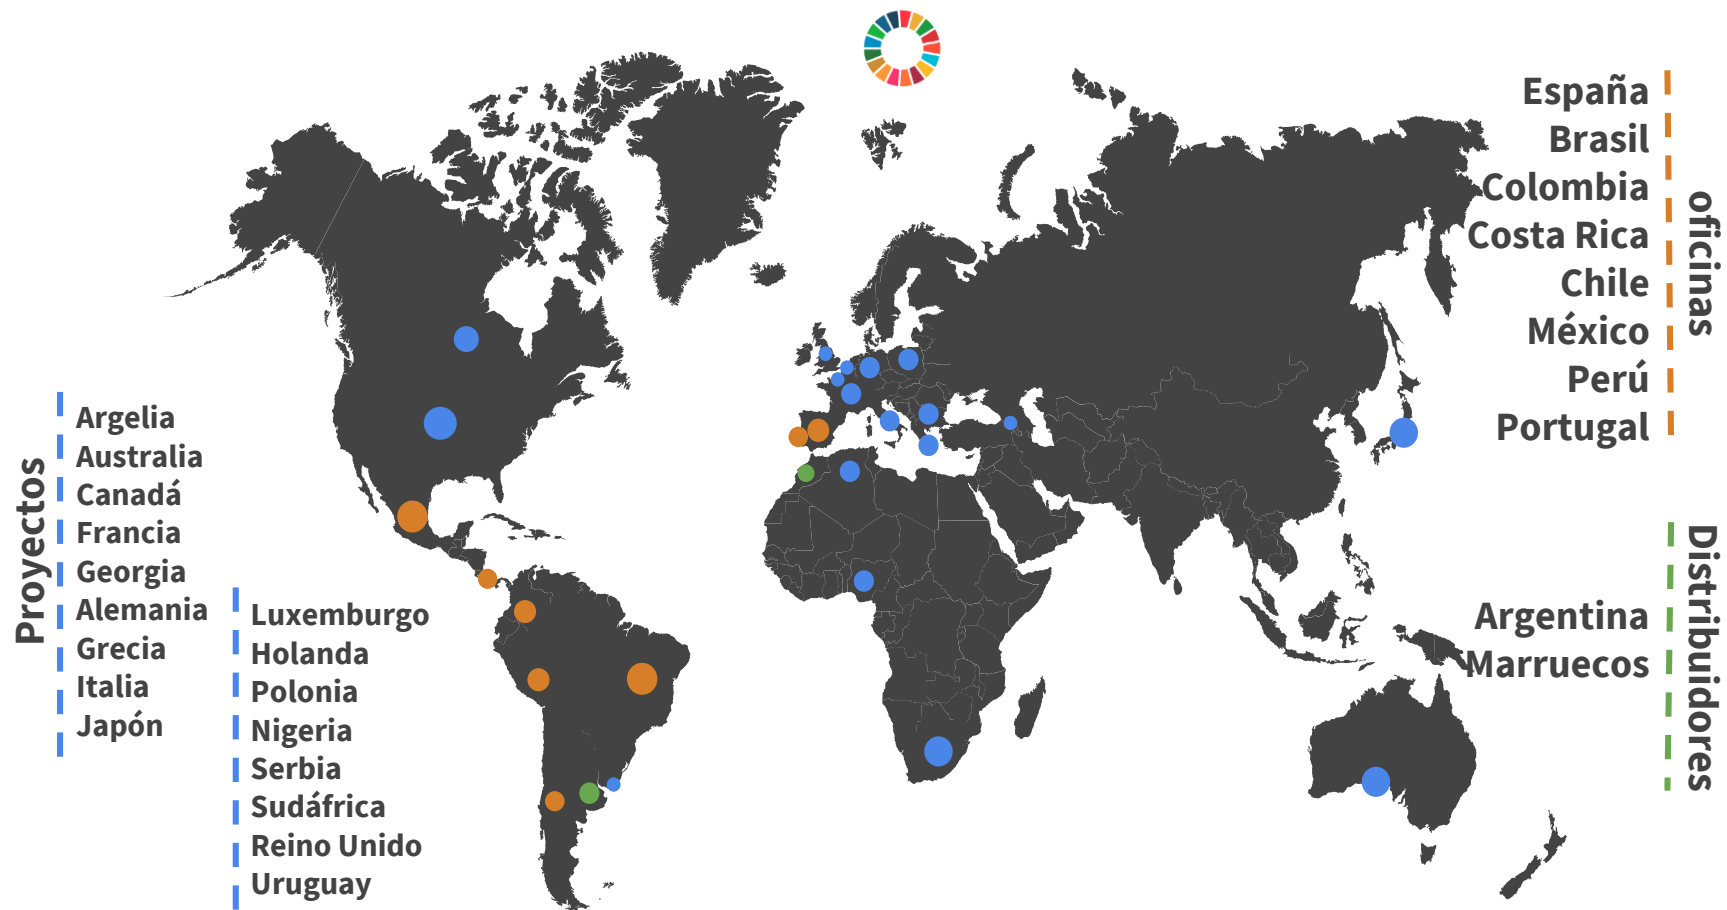 Proyectos
Argelia
Australia
Canadá
Francia
Georgia
Alemania
Grecia
Italia
Japón
Luxemburgo
Holanda
Polonia
Nigeria
Serbia
Sudáfrica
Reino Unido
Uruguay
España
Brasil
Colombia
Costa Rica
Chile
México
Perú
Portugal
oficinas
Argentina
Marruecos
Distribuidores